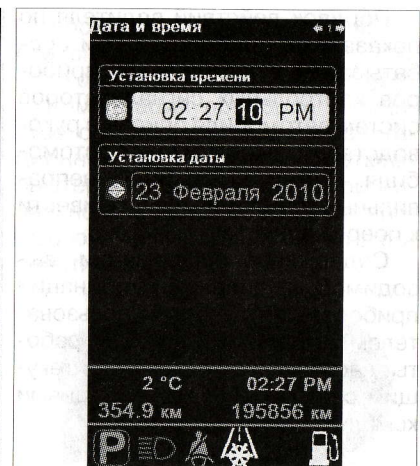 Дата и время
1
Установка времени
02:27 10 PM
Установка даты
23 Февраля 2010
2 °C 02:27 PM
354.9 км 195856 км
P